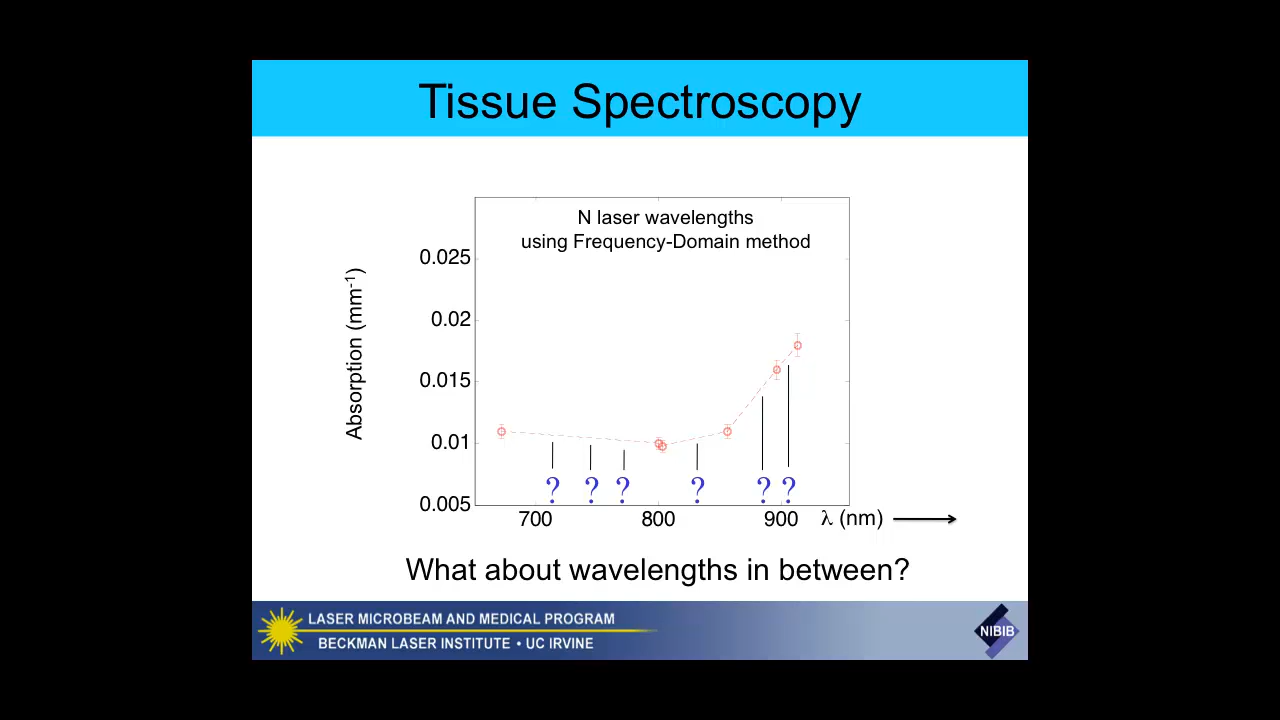 Tissue Spectroscopy
N laser wavelengths
using Frequency-Domain method
Absorption (mm⁻¹)
0.025
0.02
0.015
0.01
0.005
? ? ? ? ? ?
700 800 900 λ (nm)
What about wavelengths in between?
LASER MICROBEAM AND MEDICAL PROGRAM
BECKMAN LASER INSTITUTE • UC IRVINE
NIBIB